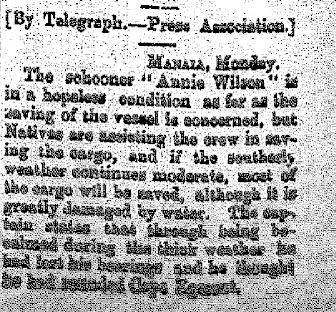 [By Telegraph.—Press Association.]
MANAIA, Monday.
The schooner "Annie Wilson" is
in a hopeless condition as far as the
saving of the vessel is concerned, but
Natives are assisting the crew in sav-
ing the cargo, and if the southerly
weather continues moderate, most of
the cargo will be saved, although it is
greatly damaged by water. The cap-
tain states that through being be-
calmed during the thick weather he
had lost his bearings and he thought
he had rounded Cape Egmont.